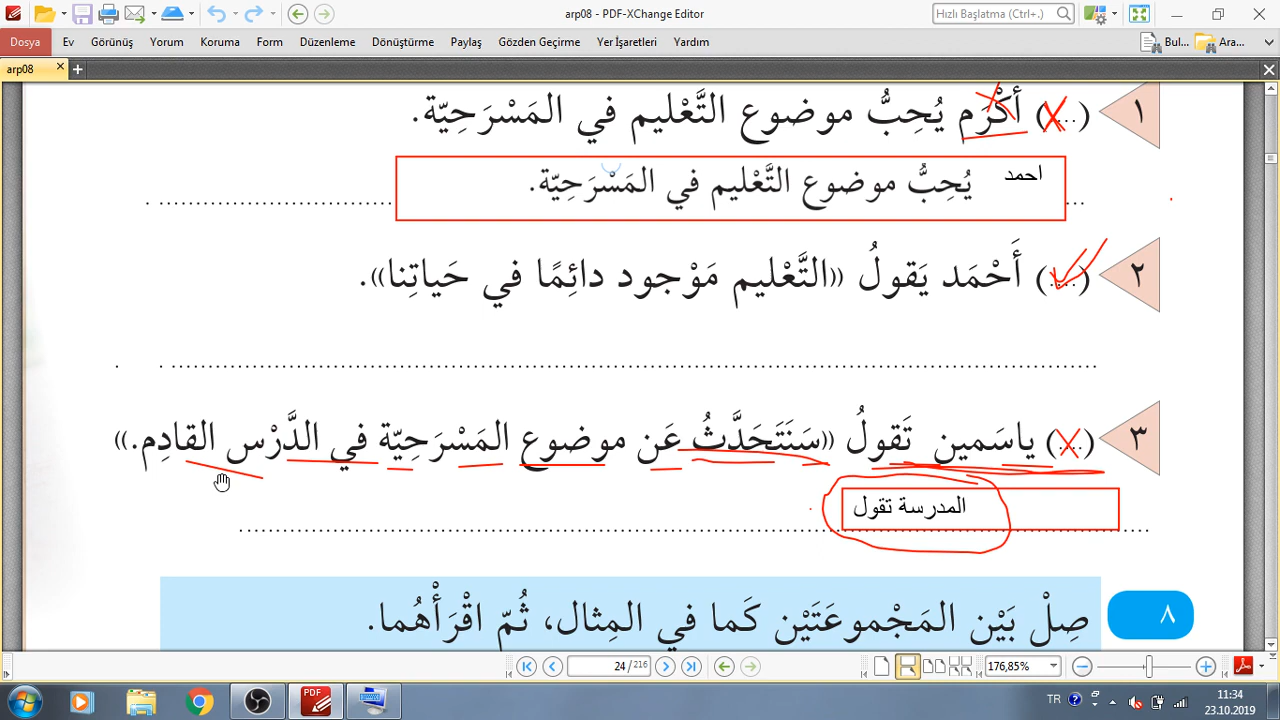 arp08 - PDF-XChange Editor
Hızlı Başlatma (Ctrl+.)
Dosya Ev Görünüş Yorum Koruma Form Düzenleme Dönüştürme Paylaş Gözden Geçirme Yer İşaretleri Yardım Bul... Ara...
arp08
١ (....) أَكْرَم يُحِبُّ موضوع التَّعْليم في المَسْرَحِيّة.
احمد يُحِبُّ موضوع التَّعْليم في المَسْرَحِيّة.
٢ (....) أَحْمَد يَقولُ «التَّعْليم مَوْجود دائِمًا في حَياتِنا».
٣ (....) ياسَمين تَقولُ «سَنَتَحَدَّثُ عَن موضوع المَسْرَحِيّة في الدَّرْس القادِم.»
المدرسة تقول
٨ صِلْ بَيْن المَجْموعَتَيْن كَما في المِثال، ثُمّ اقْرَأْهُما.
24 / 216
176,85%
TR
11:34
23.10.2019